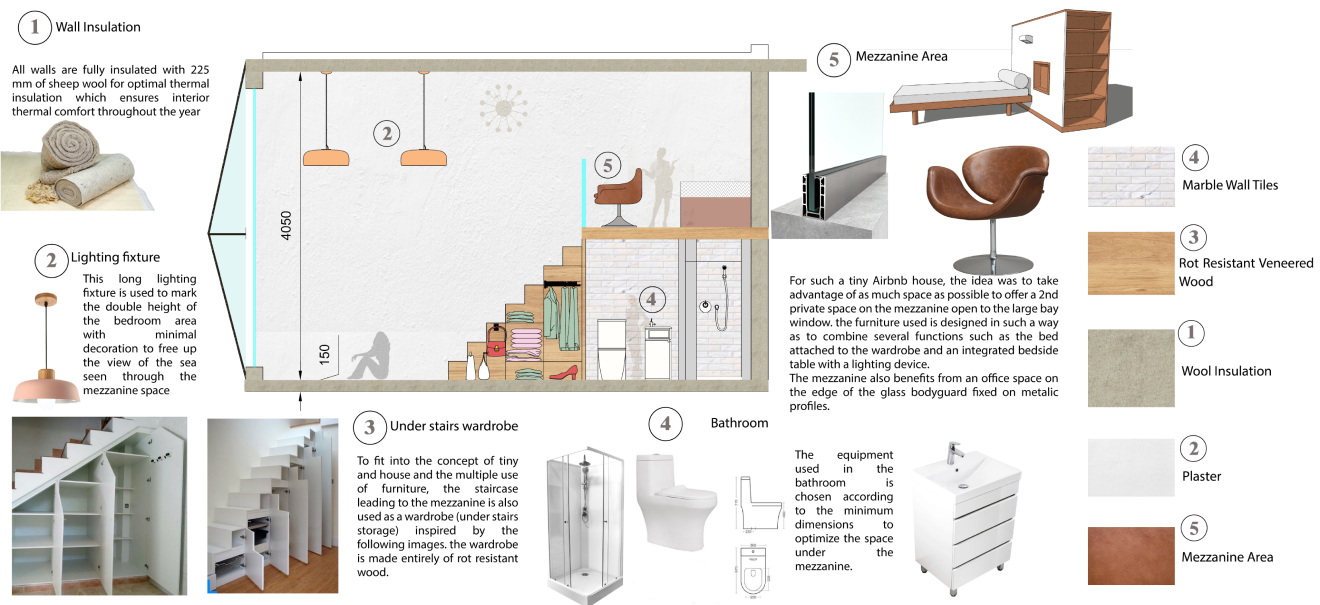 1 Wall Insulation
All walls are fully insulated with 225
mm of sheep wool for optimal thermal
insulation which ensures interior
thermal comfort throughout the year
2 Lighting fixture
This long lighting
fixture is used to mark
the double height of
the bedroom area
with minimal
decoration to free up
the view of the sea
seen through the
mezzanine space
4050
150
2
5
4
5 Mezzanine Area
For such a tiny Airbnb house, the idea was to take
advantage of as much space as possible to offer a 2nd
private space on the mezzanine open to the large bay
window. the furniture used is designed in such a way
as to combine several functions such as the bed
attached to the wardrobe and an integrated bedside
table with a lighting device.
The mezzanine also benefits from an office space on
the edge of the glass bodyguard fixed on metalic
profiles.
3 Under stairs wardrobe
To fit into the concept of tiny
and house and the multiple use
of furniture, the staircase
leading to the mezzanine is also
used as a wardrobe (under stairs
storage) inspired by the
following images. the wardrobe
is made entirely of rot resistant
wood.
4 Bathroom
The equipment
used in the
bathroom is
chosen according
to the minimum
dimensions to
optimize the space
under the
mezzanine.
4
Marble Wall Tiles
3
Rot Resistant Veneered
Wood
1
Wool Insulation
2
Plaster
5
Mezzanine Area